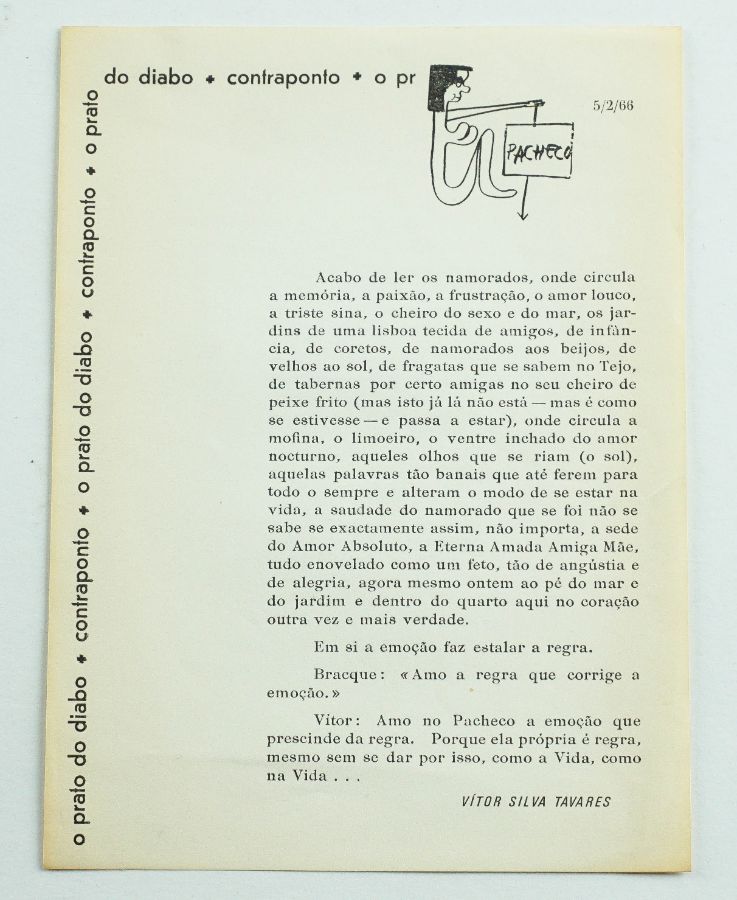 do diabo + contraponto + o pr
o prato do diabo + contraponto + o prato do diabo + contraponto + o prato
5/2/66
PACHECO
Acabo de ler os namorados, onde circula
a memória, a paixão, a frustração, o amor louco,
a triste sina, o cheiro do sexo e do mar, os jar-
dins de uma lisboa tecida de amigos, de infân-
cia, de coretos, de namorados aos beijos, de
velhos ao sol, de fragatas que se sabem no Tejo,
de tabernas por certo amigas no seu cheiro de
peixe frito (mas isto já lá não está — mas é como
se estivesse — e passa a estar), onde circula a
mofina, o limoeiro, o ventre inchado do amor
nocturno, aqueles olhos que se riam (o sol),
aquelas palavras tão banais que até ferem para
todo o sempre e alteram o modo de se estar na
vida, a saudade do namorado que se foi não se
sabe se exactamente assim, não importa, a sede
do Amor Absoluto, a Eterna Amada Amiga Mãe,
tudo enovelado como um feto, tão de angústia e
de alegria, agora mesmo ontem ao pé do mar e
do jardim e dentro do quarto aqui no coração
outra vez e mais verdade.
Em si a emoção faz estalar a regra.
Bracque: «Amo a regra que corrige a
emoção.»
Vítor: Amo no Pacheco a emoção que
prescinde da regra. Porque ela própria é regra,
mesmo sem se dar por isso, como a Vida, como
na Vida . . .
VÍTOR SILVA TAVARES